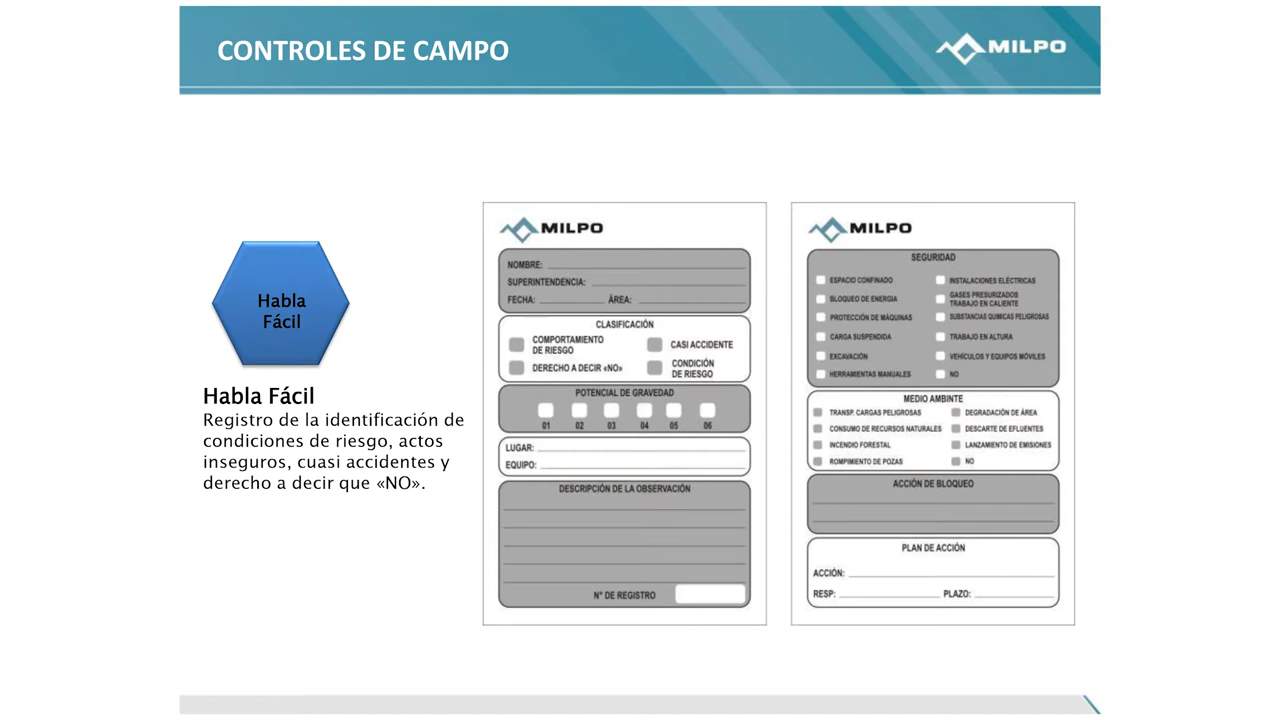 CONTROLES DE CAMPO
MILPO
Habla
Fácil
Habla Fácil
Registro de la identificación de
condiciones de riesgo, actos
inseguros, cuasi accidentes y
derecho a decir que «NO».
MILPO
NOMBRE:
SUPERINTENDENCIA:
FECHA: ÁREA:
CLASIFICACIÓN
COMPORTAMIENTO
DE RIESGO
CASI ACCIDENTE
DERECHO A DECIR «NO»
CONDICIÓN
DE RIESGO
POTENCIAL DE GRAVEDAD
01 02 03 04 05 06
LUGAR:
EQUIPO:
DESCRIPCIÓN DE LA OBSERVACIÓN
N° DE REGISTRO
MILPO
SEGURIDAD
ESPACIO CONFINADO
INSTALACIONES ELÉCTRICAS
BLOQUEO DE ENERGIA
GASES PRESURIZADOS
TRABAJO EN CALIENTE
PROTECCIÓN DE MÁQUINAS
SUBSTANCIAS QUIMICAS PELIGROSAS
CARGA SUSPENDIDA
TRABAJO EN ALTURA
EXCAVACIÓN
VEHÍCULOS Y EQUIPOS MÓVILES
HERRAMIENTAS MANUALES
NO
MEDIO AMBINTE
TRANSP. CARGAS PELIGROSAS
DEGRADACIÓN DE ÁREA
CONSUMO DE RECURSOS NATURALES
DESCARTE DE EFLUENTES
INCENDIO FORESTAL
LANZAMIENTO DE EMISIONES
ROMPIMIENTO DE POZAS
NO
ACCIÓN DE BLOQUEO
PLAN DE ACCIÓN
ACCIÓN:
RESP: PLAZO: